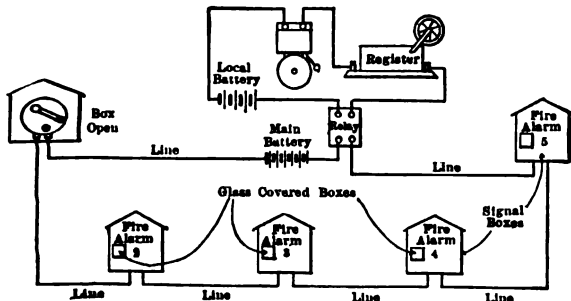 Register
Local
Battery
Box
Open
Relay
Main
Battery
Line
Line
Fire
Alarm
5
Glass Covered Boxes
Signal
Boxes
Fire
Alarm
2
Fire
Alarm
3
Fire
Alarm
4
Line
Line
Line
Line